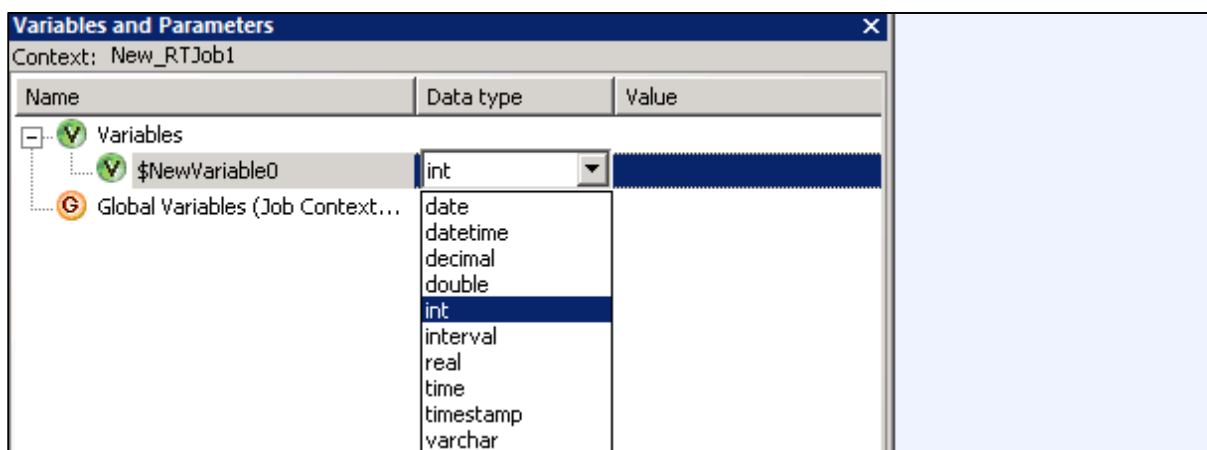 Variables and Parameters
Context: New_RTJob1
Name Data type Value
Variables
$NewVariable0 int
Global Variables (Job Context...
date
datetime
decimal
double
int
interval
real
time
timestamp
varchar